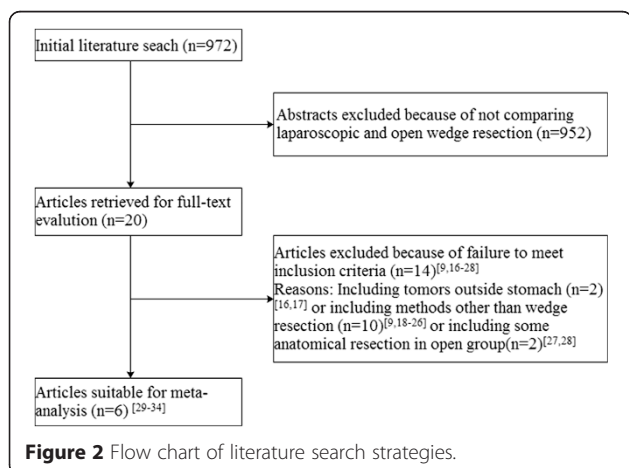 Initial literature seach (n=972)
Abstracts excluded because of not comparing
laparoscopic and open wedge resection (n=952)
Articles retrieved for full-text
evalution (n=20)
Articles excluded because of failure to meet
inclusion criteria (n=14)[9,16-28]
Reasons: Including tomors outside stomach (n=2)
[16,17] or including methods other than wedge
resection (n=10)[9,18-26] or including some
anatomical resection in open group(n=2)[27,28]
Articles suitable for meta-
analysis (n=6) [29-34]
Figure 2 Flow chart of literature search strategies.